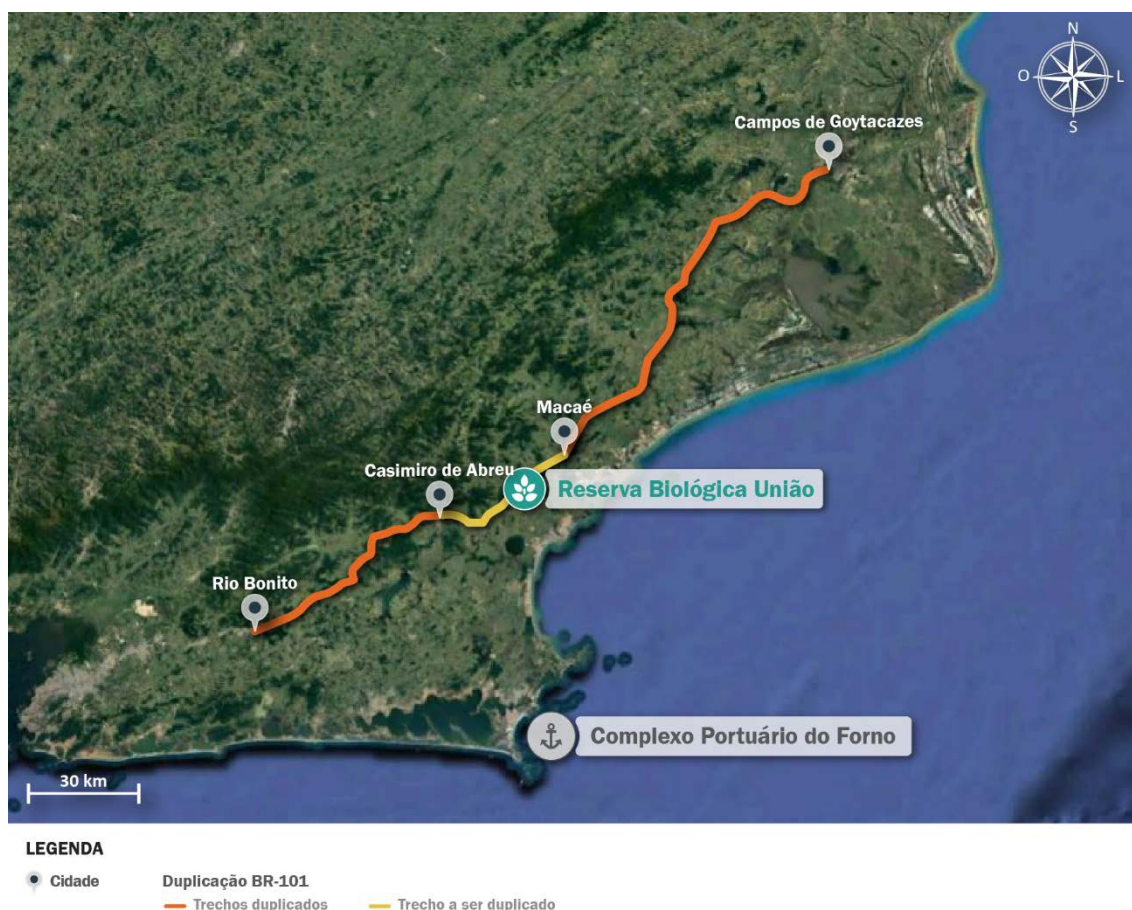 N
O
L
S
Campos de Goytacazes
Macaé
Casimiro de Abreu
Reserva Biológica União
Rio Bonito
Complexo Portuário do Forno
30 km
LEGENDA
Cidade
Duplicação BR-101
Trechos duplicados
Trecho a ser duplicado